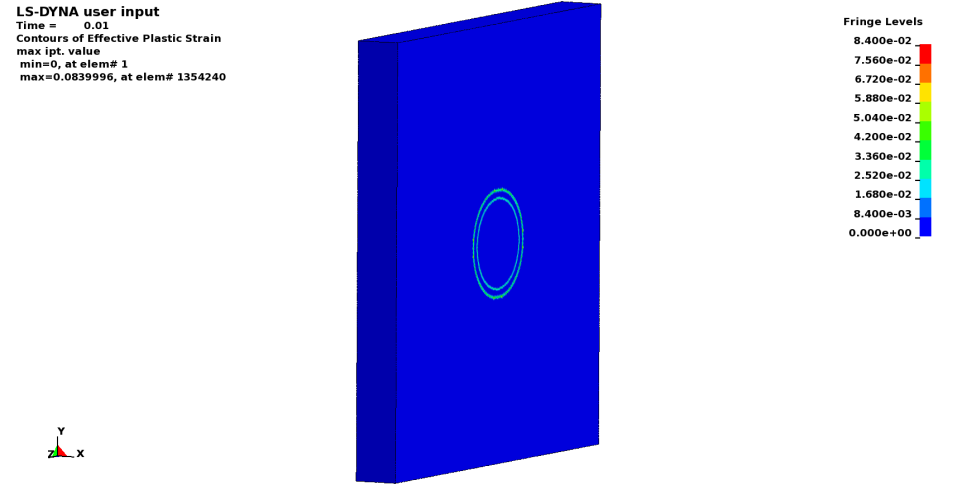 LS-DYNA user input
Time = 0.01
Contours of Effective Plastic Strain
max ipt. value
min=0, at elem# 1
max=0.0839996, at elem# 1354240
Fringe Levels
8.400e-02
7.560e-02
6.720e-02
5.880e-02
5.040e-02
4.200e-02
3.360e-02
2.520e-02
1.680e-02
8.400e-03
0.000e+00
Y
Z X